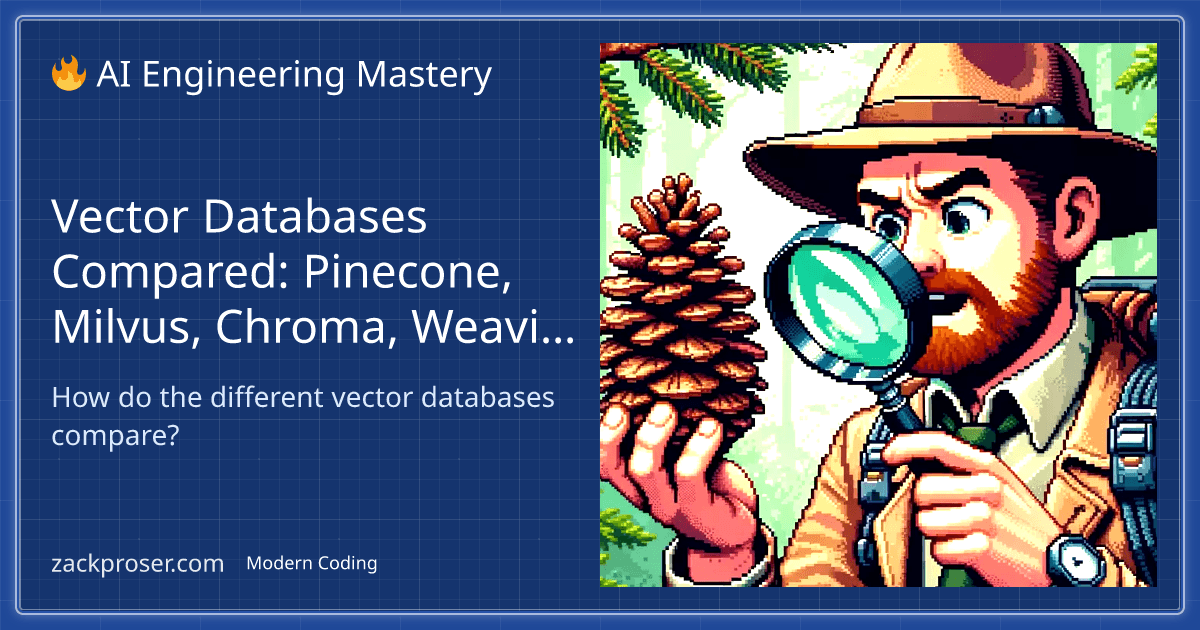 🔥 AI Engineering Mastery
Vector Databases
Compared: Pinecone,
Milvus, Chroma, Weavi...
How do the different vector databases
compare?
zackproser.com Modern Coding